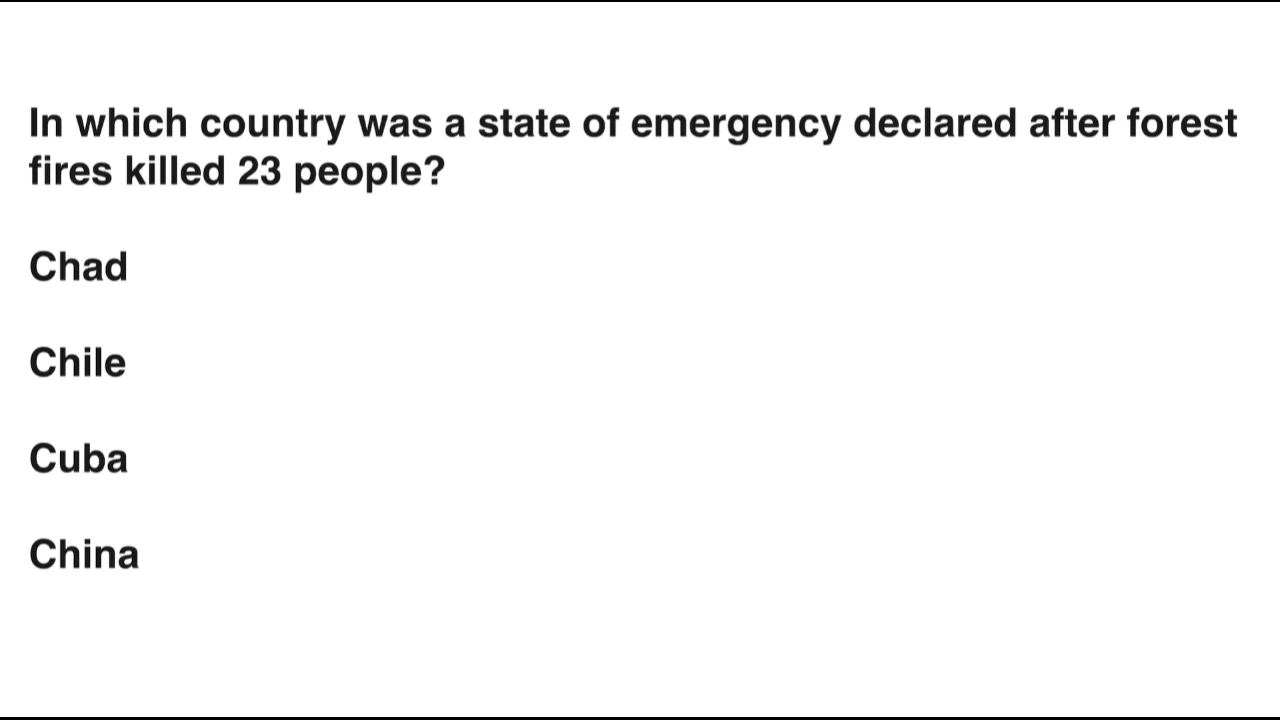 In which country was a state of emergency declared after forest
fires killed 23 people?
Chad
Chile
Cuba
China